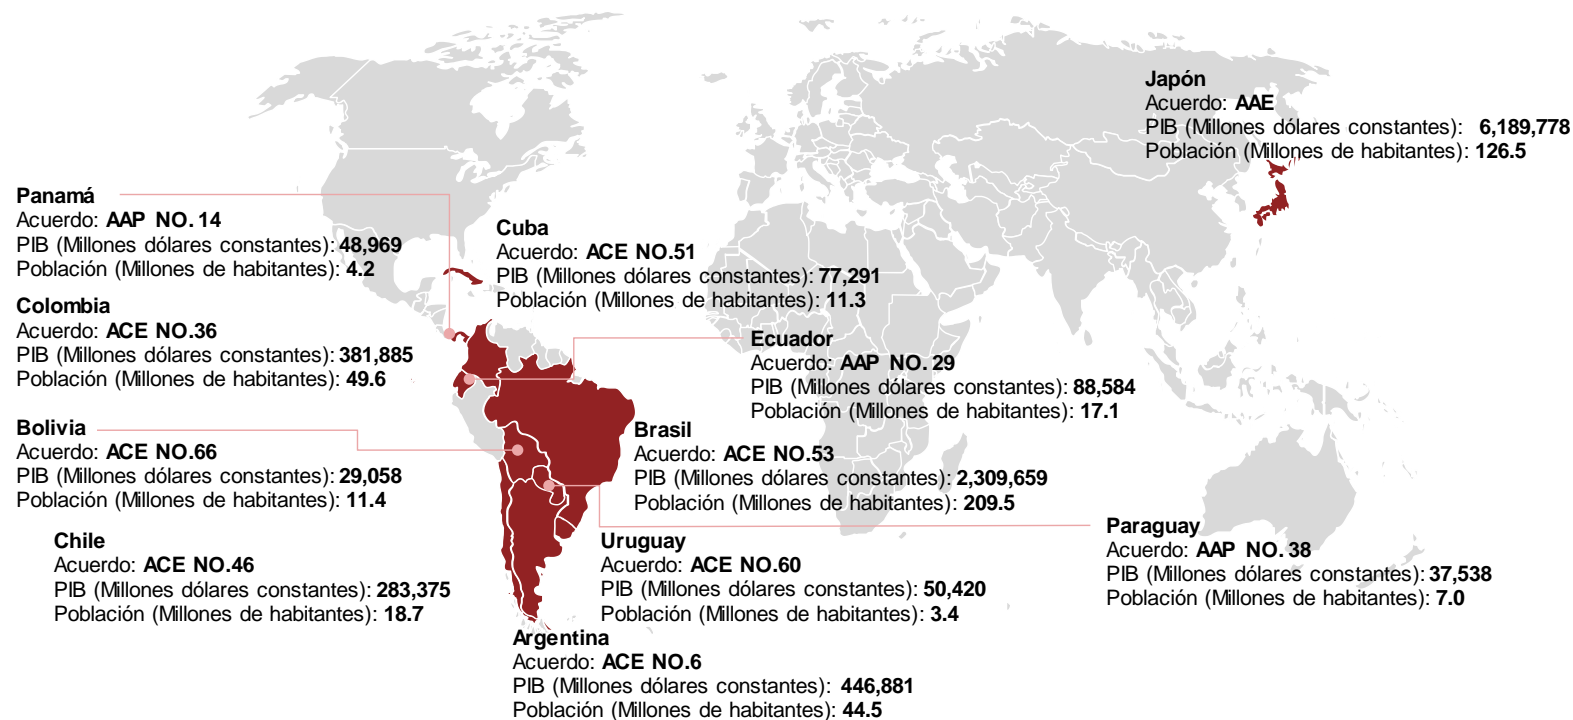 Japón
Acuerdo: AAE
PIB (Millones dólares constantes): 6,189,778
Población (Millones de habitantes): 126.5
Panamá
Acuerdo: AAP NO. 14
PIB (Millones dólares constantes): 48,969
Población (Millones de habitantes): 4.2
Cuba
Acuerdo: ACE NO.51
PIB (Millones dólares constantes): 77,291
Población (Millones de habitantes): 11.3
Colombia
Acuerdo: ACE NO.36
PIB (Millones dólares constantes): 381,885
Población (Millones de habitantes): 49.6
Ecuador
Acuerdo: AAP NO. 29
PIB (Millones dólares constantes): 88,584
Población (Millones de habitantes): 17.1
Bolivia
Acuerdo: ACE NO.66
PIB (Millones dólares constantes): 29,058
Población (Millones de habitantes): 11.4
Brasil
Acuerdo: ACE NO.53
PIB (Millones dólares constantes): 2,309,659
Población (Millones de habitantes): 209.5
Chile
Acuerdo: ACE NO.46
PIB (Millones dólares constantes): 283,375
Población (Millones de habitantes): 18.7
Uruguay
Acuerdo: ACE NO.60
PIB (Millones dólares constantes): 50,420
Población (Millones de habitantes): 3.4
Paraguay
Acuerdo: AAP NO. 38
PIB (Millones dólares constantes): 37,538
Población (Millones de habitantes): 7.0
Argentina
Acuerdo: ACE NO.6
PIB (Millones dólares constantes): 446,881
Población (Millones de habitantes): 44.5